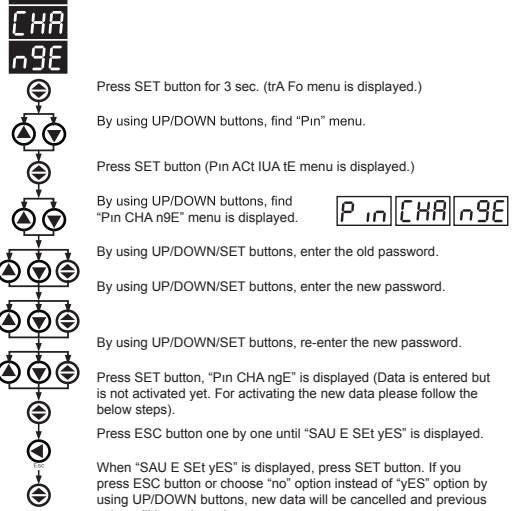 CHA
n9E
Press SET button for 3 sec. (trA Fo menu is displayed.)
By using UP/DOWN buttons, find “Pın” menu.
Press SET button (Pın ACt IUA tE menu is displayed.)
By using UP/DOWN buttons, find
“Pın CHA n9E” menu is displayed.
P ın CHA n9E
By using UP/DOWN/SET buttons, enter the old password.
By using UP/DOWN/SET buttons, enter the new password.
By using UP/DOWN/SET buttons, re-enter the new password.
Press SET button, “Pın CHA ngE” is displayed (Data is entered but
is not activated yet. For activating the new data please follow the
below steps).
Press ESC button one by one until “SAU E SEt yES” is displayed.
Esc
When “SAU E SEt yES” is displayed, press SET button. If you
press ESC button or choose “no” option instead of “yES” option by
using UP/DOWN buttons, new data will be cancelled and previous